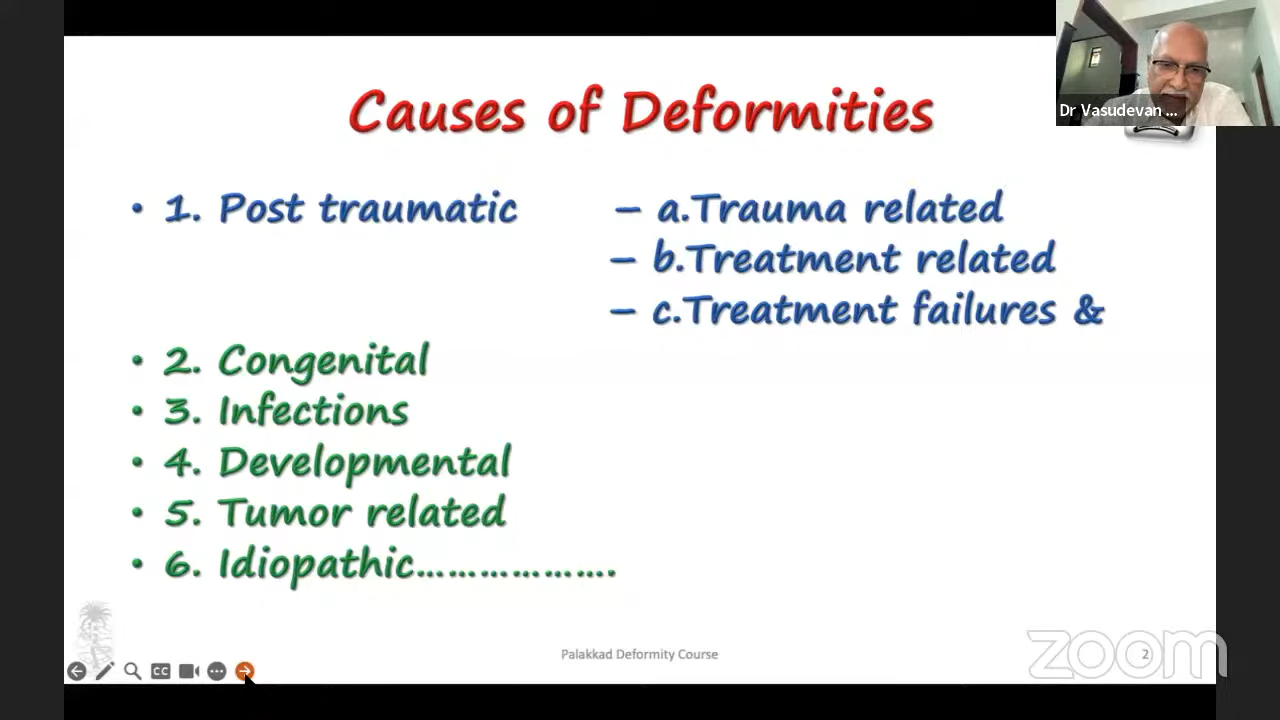 Causes of Deformities
Dr Vasudevan ...
• 1. Post traumatic – a.Trauma related
– b.Treatment related
– c.Treatment failures &
• 2. Congenital
• 3. Infections
• 4. Developmental
• 5. Tumor related
• 6. Idiopathic………………..
Palakkad Deformity Course
2
zoom
CC